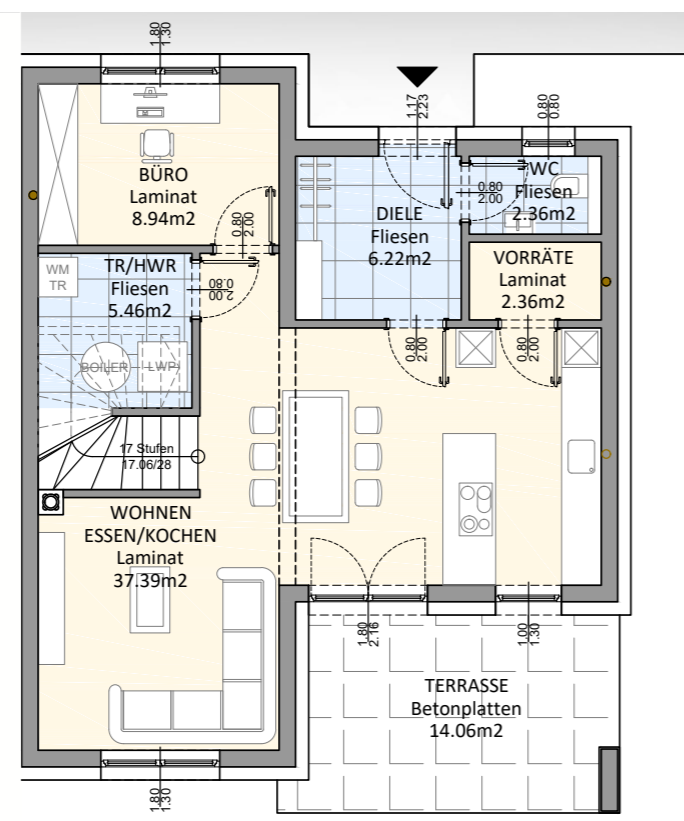 1.80
1.30
1.17
2.23
0.80
0.80
BÜRO
Laminat
8.94m2
0.80
2.00
DIELE
Fliesen
6.22m2
0.80
2.00
WC
Fliesen
2.36m2
WM
TR
TR/HWR
Fliesen
5.46m2
0.80
2.00
VORRÄTE
Laminat
2.36m2
BOILER
LWP
0.80
2.00
0.80
2.00
17 Stufen
17.06/28
WOHNEN
ESSEN/KOCHEN
Laminat
37.39m2
1.80
2.16
1.00
1.30
TERRASSE
Betonplatten
14.06m2
1.80
1.30